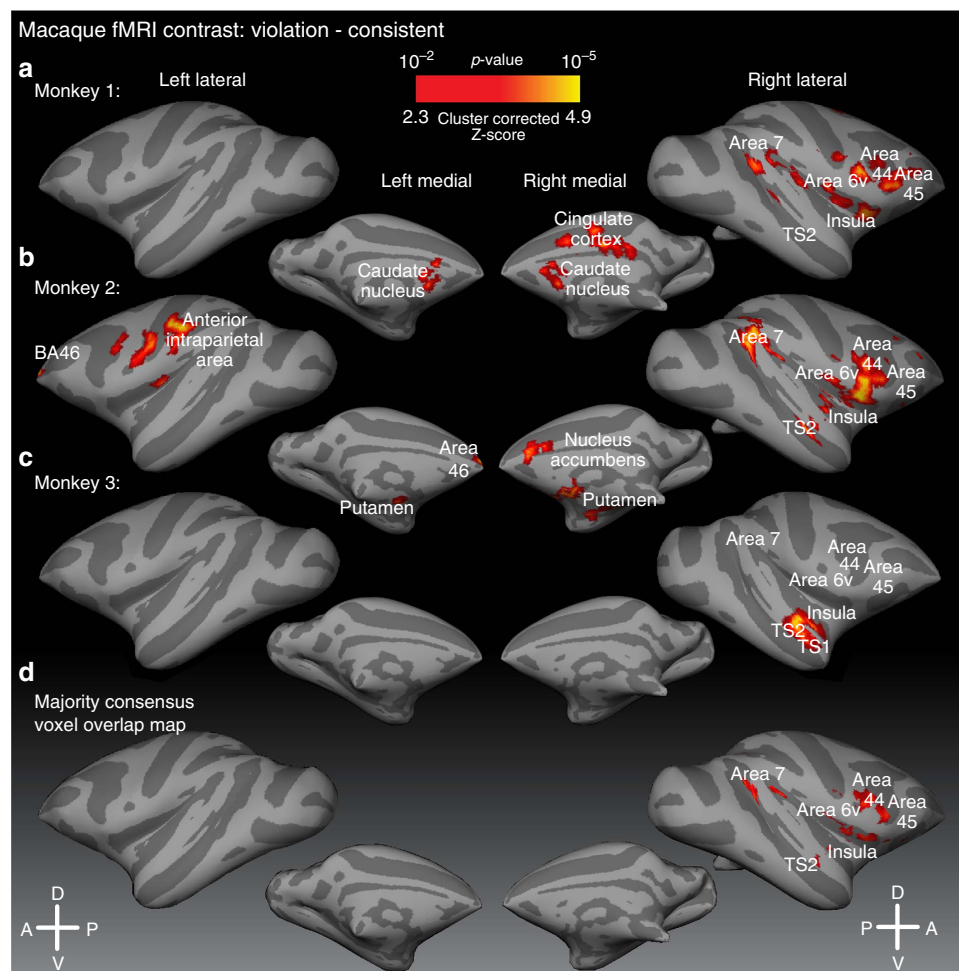 Macaque fMRI contrast: violation - consistent
a
Monkey 1:
Left lateral
10⁻²
p-value
10⁻⁵
2.3
Cluster corrected
4.9
Z-score
Right lateral
Area 7
Area
44
Area
45
Area 6v
Insula
TS2
Left medial
Right medial
Caudate
nucleus
Cingulate
cortex
Caudate
nucleus
b
Monkey 2:
BA46
Anterior
intraparietal
area
Area 7
Area
44
Area 6v
Area
45
Insula
TS2
Area
46
Putamen
Nucleus
accumbens
Putamen
c
Monkey 3:
Area 7
Area
44
Area
45
Area 6v
Insula
TS2
TS1
d
Majority consensus
voxel overlap map
Area 7
Area
44
Area
45
Area 6v
Insula
TS2
D
A P
V
D
P A
V